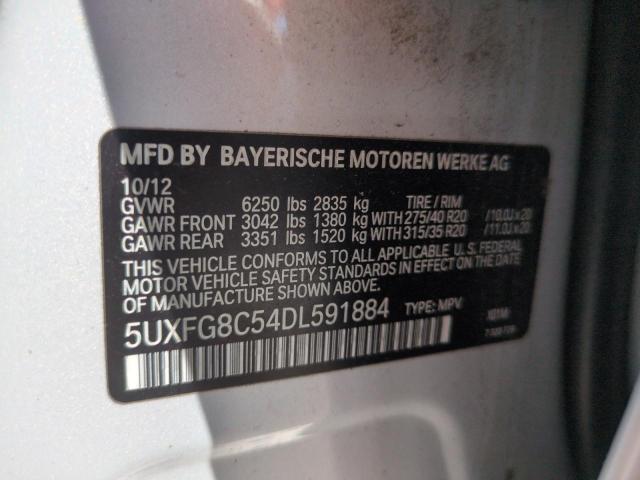 MFD BY BAYERISCHE MOTOREN WERKE AG
10/12
GVWR 6250 lbs 2835 kg TIRE / RIM
GAWR FRONT 3042 lbs 1380 kg WITH 275/40 R20 /10.0J x 20
GAWR REAR 3351 lbs 1520 kg WITH 315/35 R20 /11.0J x 20
THIS VEHICLE CONFORMS TO ALL APPLICABLE U. S. FEDERAL
MOTOR VEHICLE SAFETY STANDARDS IN EFFECT ON THE DATE
OF MANUFACTURE SHOWN ABOVE.
5UXFG8C54DL591884 TYPE: MPV 101M